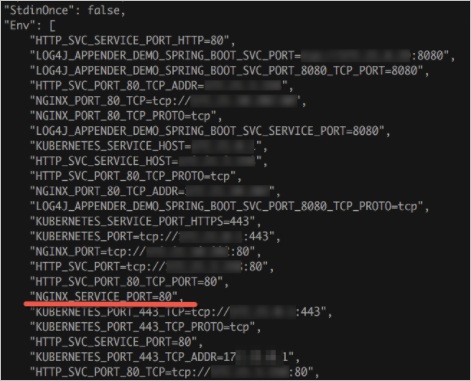 "StdinOnce": false,
"Env": [
"HTTP_SVC_SERVICE_PORT_HTTP=80",
"LOG4J_APPENDER_DEMO_SPRING_BOOT_SVC_PORT= :8080",
"LOG4J_APPENDER_DEMO_SPRING_BOOT_SVC_PORT_8080_TCP_PORT=8080",
"HTTP_SVC_PORT_80_TCP_ADDR= ",
"NGINX_PORT_80_TCP=tcp:// ",
"NGINX_PORT_80_TCP_PROTO=tcp",
"LOG4J_APPENDER_DEMO_SPRING_BOOT_SVC_SERVICE_PORT=8080",
"KUBERNETES_SERVICE_HOST= ",
"HTTP_SVC_SERVICE_HOST= ",
"HTTP_SVC_PORT_80_TCP_PROTO=tcp",
"NGINX_PORT_80_TCP_ADDR= ",
"LOG4J_APPENDER_DEMO_SPRING_BOOT_SVC_PORT_8080_TCP_PROTO=tcp",
"KUBERNETES_SERVICE_PORT_HTTPS=443",
"KUBERNETES_PORT=tcp:// :443",
"NGINX_PORT=tcp:// :80",
"HTTP_SVC_PORT=tcp:// :80",
"HTTP_SVC_PORT_80_TCP_PORT=80",
"NGINX_SERVICE_PORT=80",
"KUBERNETES_PORT_443_TCP=tcp:// :443",
"KUBERNETES_PORT_443_TCP_PROTO=tcp",
"HTTP_SVC_SERVICE_PORT=80",
"KUBERNETES_PORT_443_TCP_ADDR=17 1",
"HTTP_SVC_PORT_80_TCP=tcp:// :80",